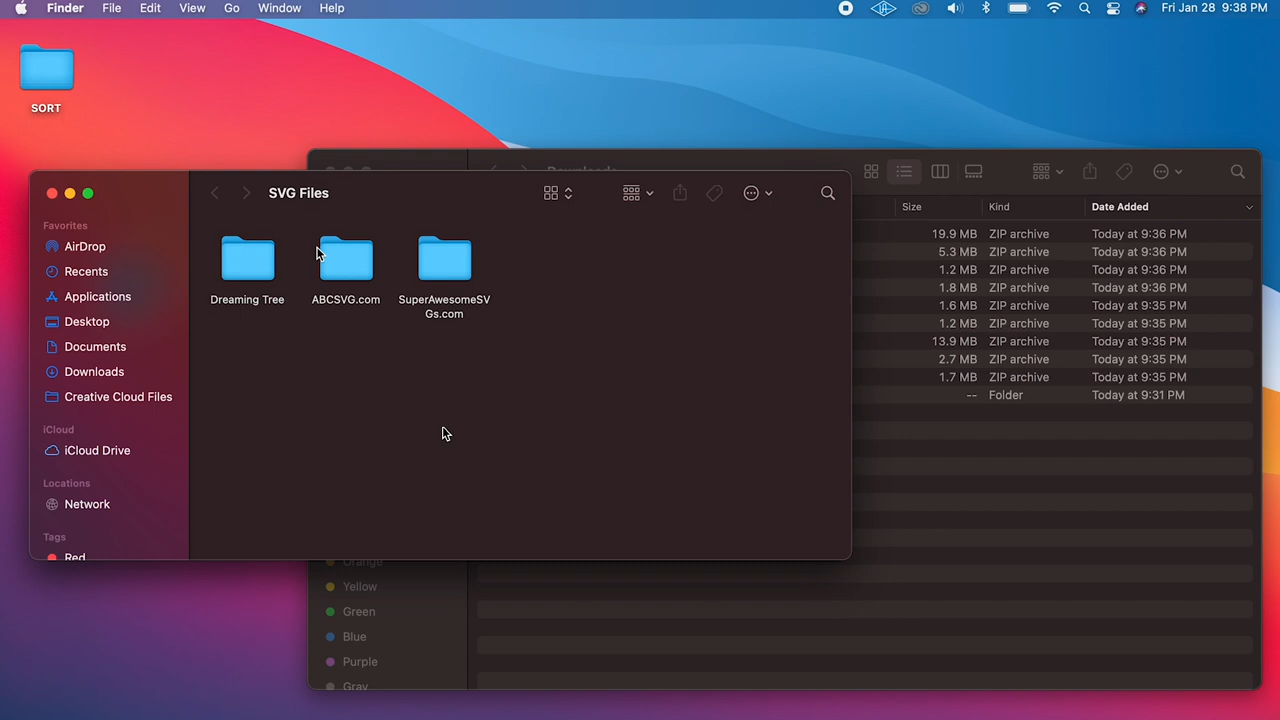 Finder File Edit View Go Window Help Fri Jan 28 9:38 PM
SORT
SVG Files
Favorites
AirDrop
Recents
Applications
Desktop
Documents
Downloads
Creative Cloud Files
iCloud
iCloud Drive
Locations
Network
Tags
Red
Dreaming Tree
ABCSVG.com
SuperAwesomeSV
Gs.com
Downloads
Size Kind Date Added
19.9 MB ZIP archive Today at 9:36 PM
5.3 MB ZIP archive Today at 9:36 PM
1.2 MB ZIP archive Today at 9:36 PM
1.8 MB ZIP archive Today at 9:36 PM
1.6 MB ZIP archive Today at 9:35 PM
1.2 MB ZIP archive Today at 9:35 PM
13.9 MB ZIP archive Today at 9:35 PM
2.7 MB ZIP archive Today at 9:35 PM
1.7 MB ZIP archive Today at 9:35 PM
-- Folder Today at 9:31 PM
Orange
Yellow
Green
Blue
Purple
Gray